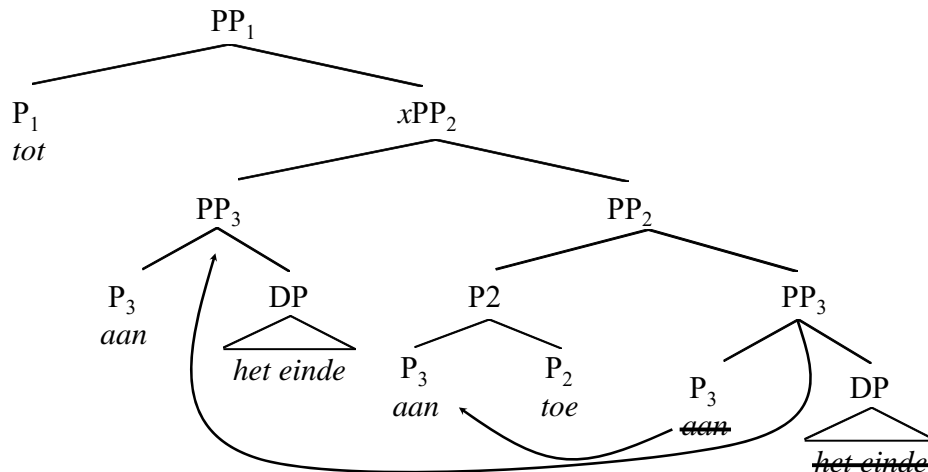 PP₁
P₁ xPP₂
tot
PP₃ PP₂
P₃ DP P2 PP₃
aan het einde P₃ P₂ P₃ DP
aan toe aan
het einde